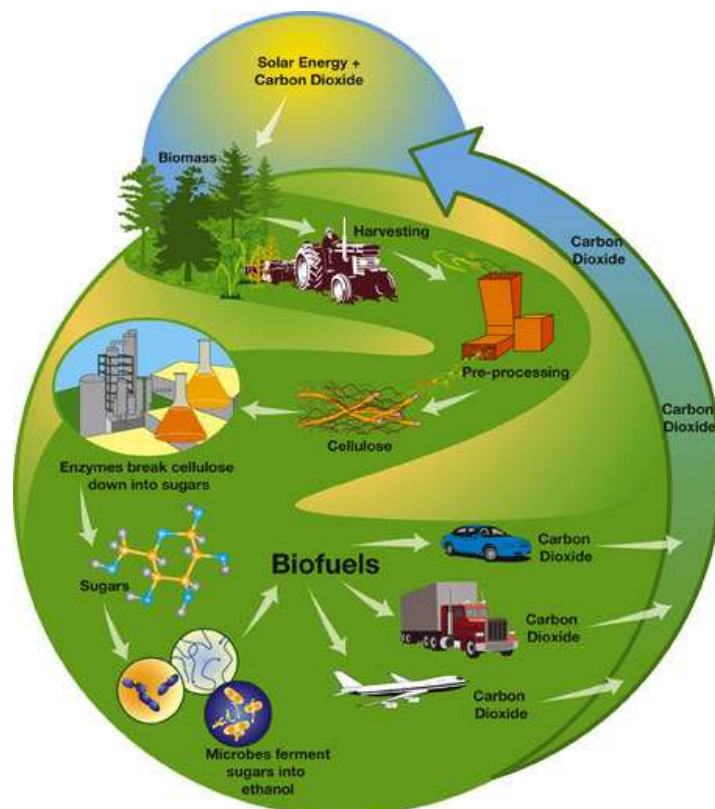 Solar Energy +
Carbon Dioxide
Biomass
Harvesting
Carbon
Dioxide
Pre-processing
Cellulose
Carbon
Dioxide
Enzymes break cellulose
down into sugars
Sugars
Biofuels
Carbon
Dioxide
Carbon
Dioxide
Carbon
Dioxide
Microbes ferment
sugars into
ethanol